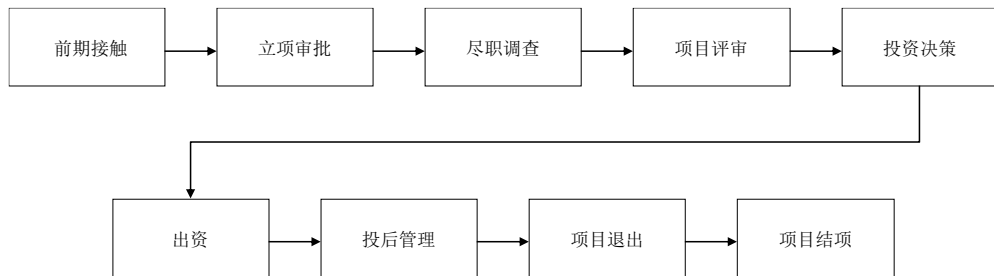 前期接触
立项审批
尽职调查
项目评审
投资决策
出资
投后管理
项目退出
项目结项